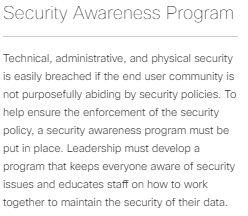 Security Awareness Program
Technical, administrative, and physical security
is easily breached if the end user community is
not purposefully abiding by security policies. To
help ensure the enforcement of the security
policy, a security awareness program must be
put in place. Leadership must develop a
program that keeps everyone aware of security
issues and educates staff on how to work
together to maintain the security of their data.